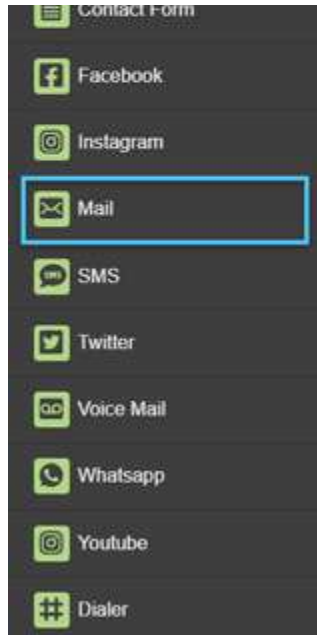 Contact Form
Facebook
Instagram
Mail
SMS
Twitter
Voice Mail
Whatsapp
Youtube
Dialer